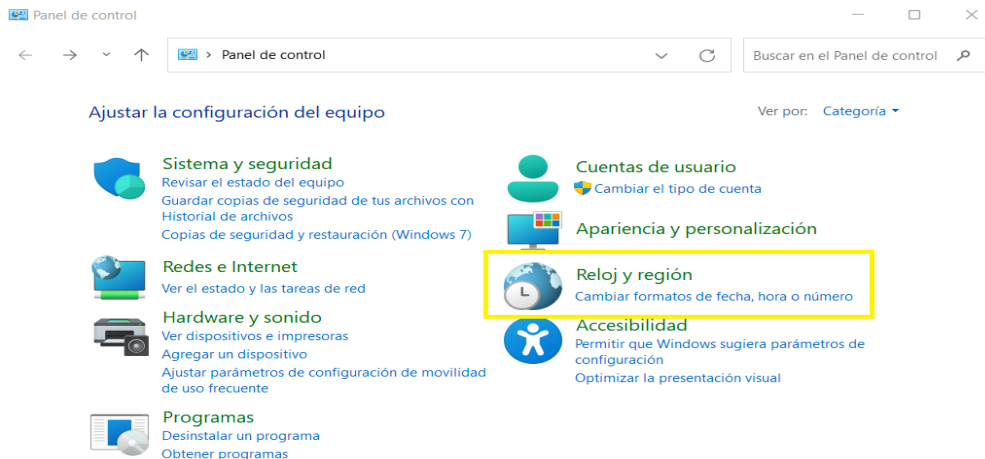 Panel de control
Panel de control
Buscar en el Panel de control
Ajustar la configuración del equipo
Ver por: Categoría
Sistema y seguridad
Revisar el estado del equipo
Guardar copias de seguridad de tus archivos con
Historial de archivos
Copias de seguridad y restauración (Windows 7)
Redes e Internet
Ver el estado y las tareas de red
Hardware y sonido
Ver dispositivos e impresoras
Agregar un dispositivo
Ajustar parámetros de configuración de movilidad
de uso frecuente
Programas
Desinstalar un programa
Obtener programas
Cuentas de usuario
Cambiar el tipo de cuenta
Apariencia y personalización
Reloj y región
Cambiar formatos de fecha, hora o número
Accesibilidad
Permitir que Windows sugiera parámetros de
configuración
Optimizar la presentación visual